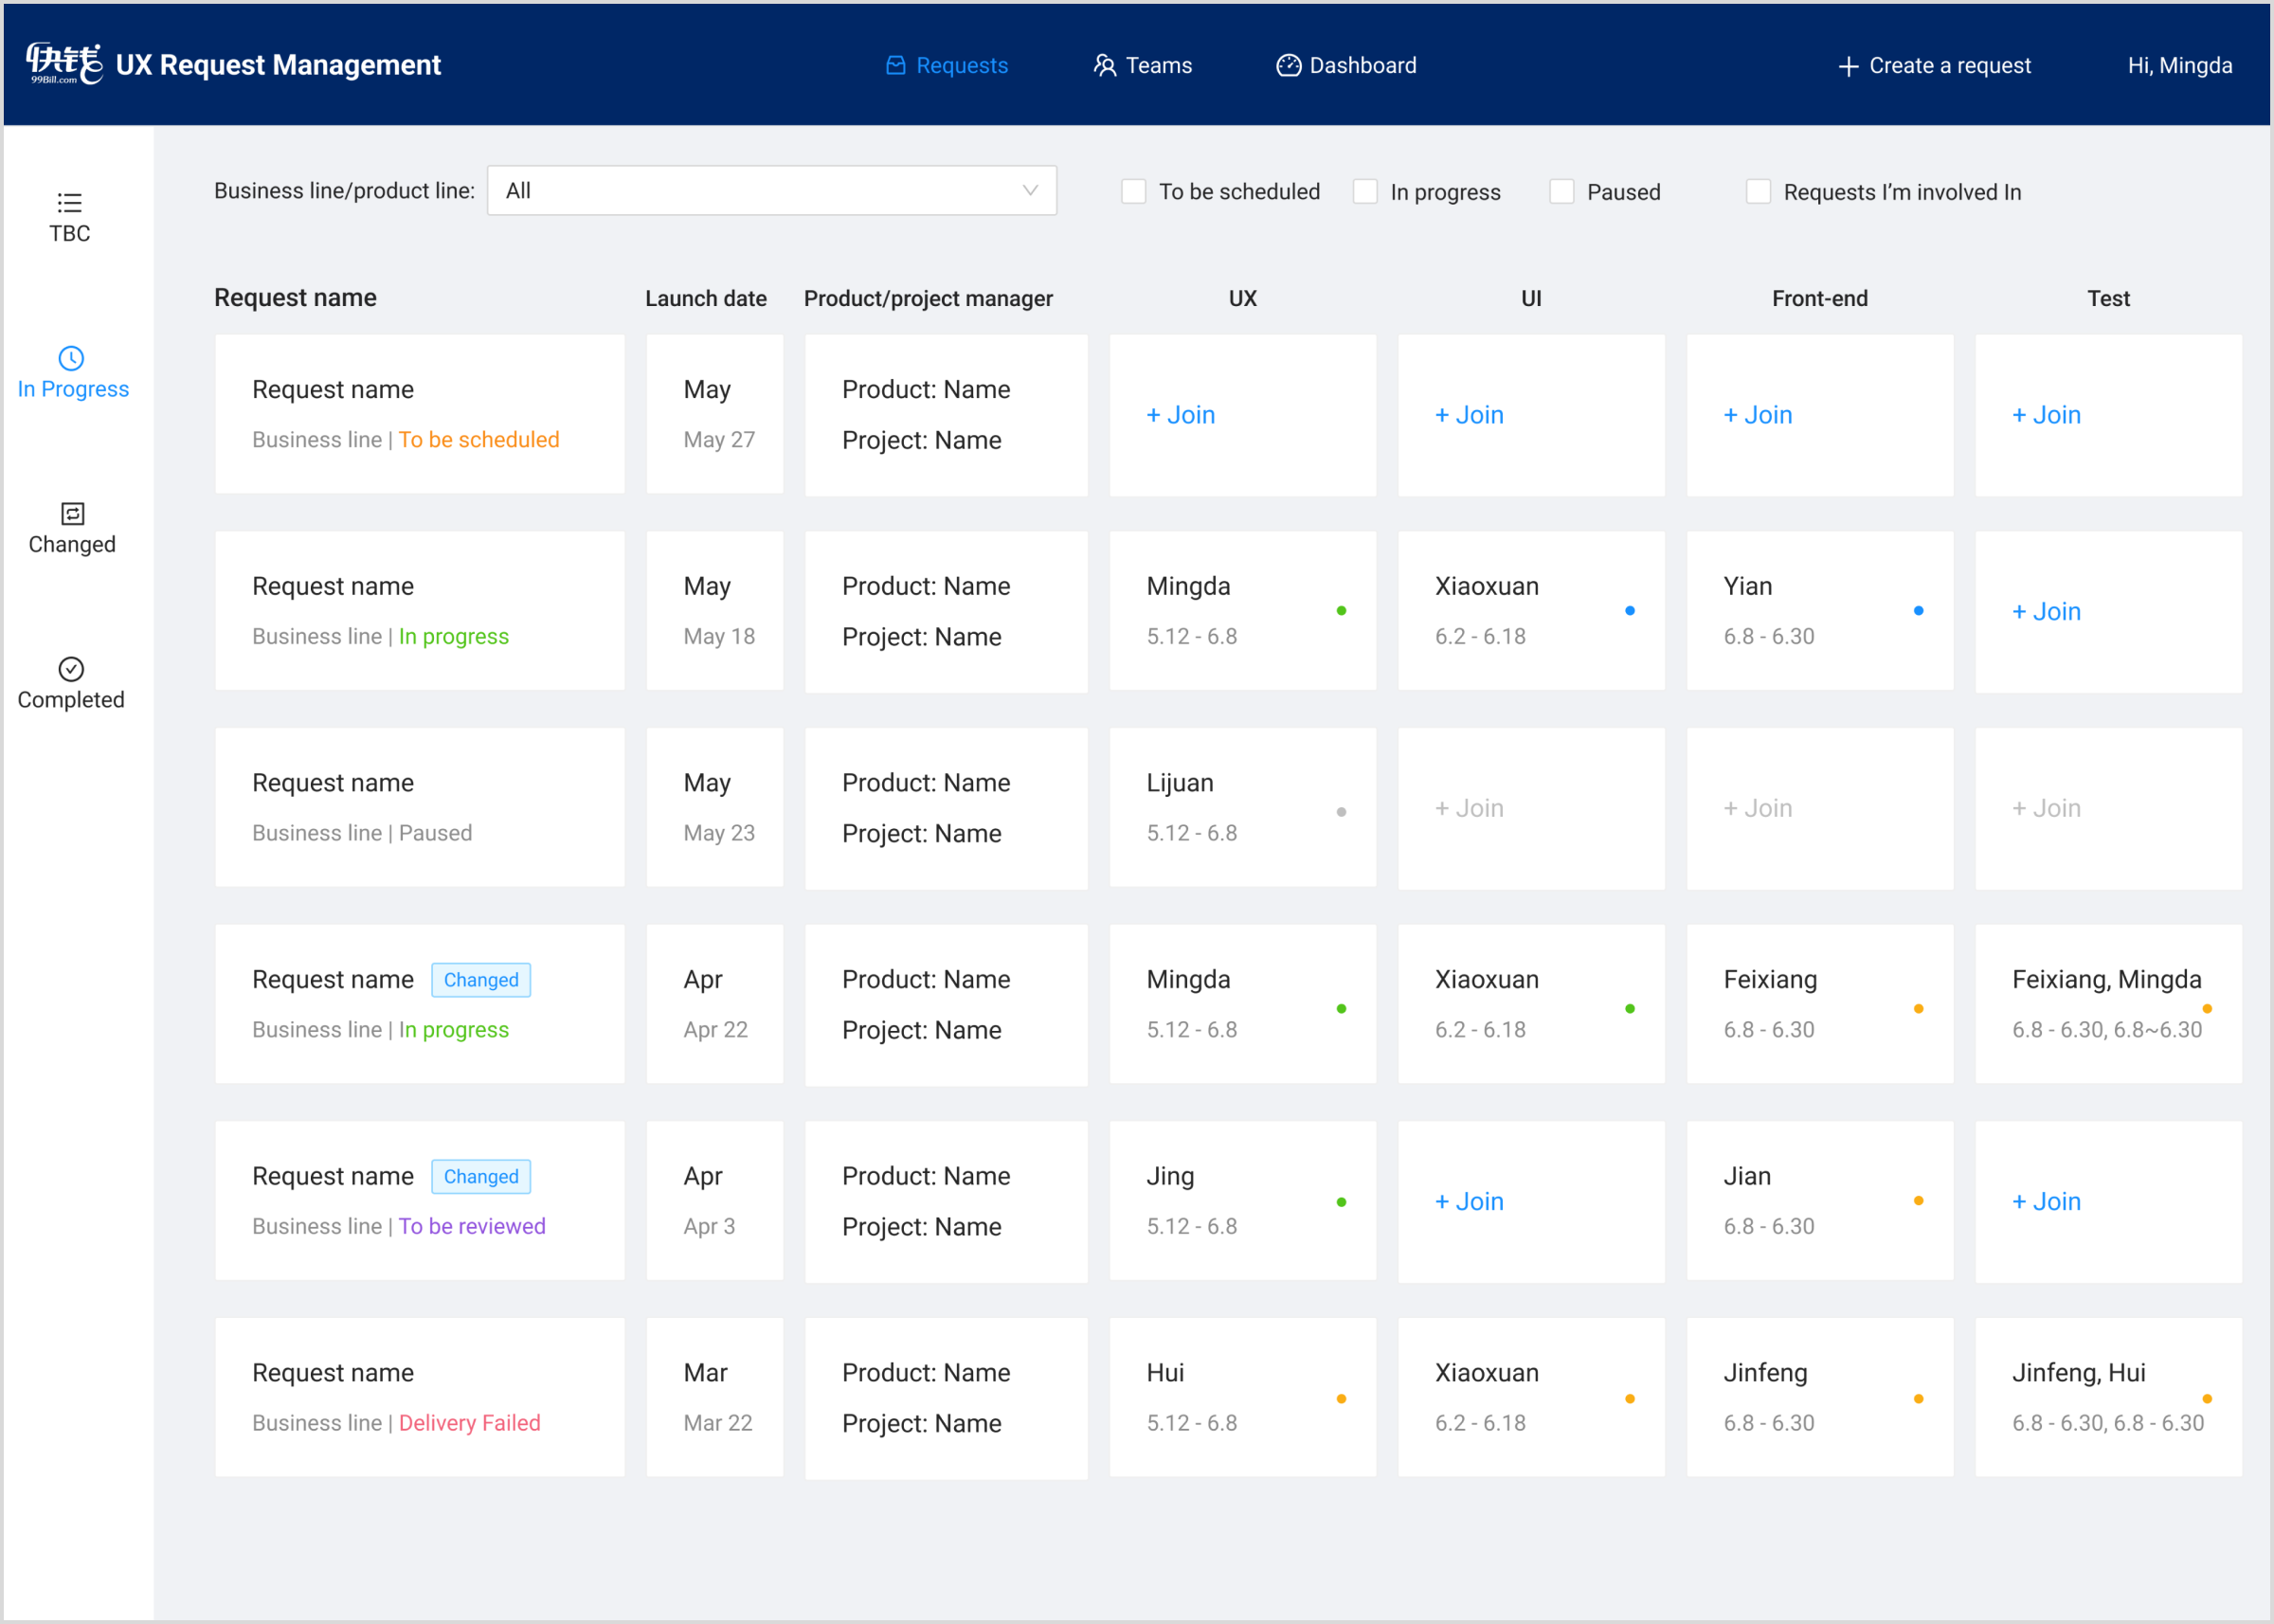 快钱 UX Request Management
99Bill.com
Requests Teams Dashboard + Create a request Hi, Mingda
TBC
In Progress
Changed
Completed
Business line/product line: All To be scheduled In progress Paused Requests I’m involved In
Request name Launch date Product/project manager UX UI Front-end Test
Request name May Product: Name + Join + Join + Join + Join
Business line | To be scheduled May 27 Project: Name
Request name May Product: Name Mingda Xiaoxuan Yian + Join
Business line | In progress May 18 Project: Name 5.12 - 6.8 6.2 - 6.18 6.8 - 6.30
Request name May Product: Name Lijuan + Join + Join + Join
Business line | Paused May 23 Project: Name 5.12 - 6.8
Request name Changed Apr Product: Name Mingda Xiaoxuan Feixiang Feixiang, Mingda
Business line | In progress Apr 22 Project: Name 5.12 - 6.8 6.2 - 6.18 6.8 - 6.30 6.8 - 6.30, 6.8~6.30
Request name Changed Apr Product: Name Jing + Join Jian + Join
Business line | To be reviewed Apr 3 Project: Name 5.12 - 6.8 6.8 - 6.30
Request name Mar Product: Name Hui Xiaoxuan Jinfeng Jinfeng, Hui
Business line | Delivery Failed Mar 22 Project: Name 5.12 - 6.8 6.2 - 6.18 6.8 - 6.30 6.8 - 6.30, 6.8 - 6.30